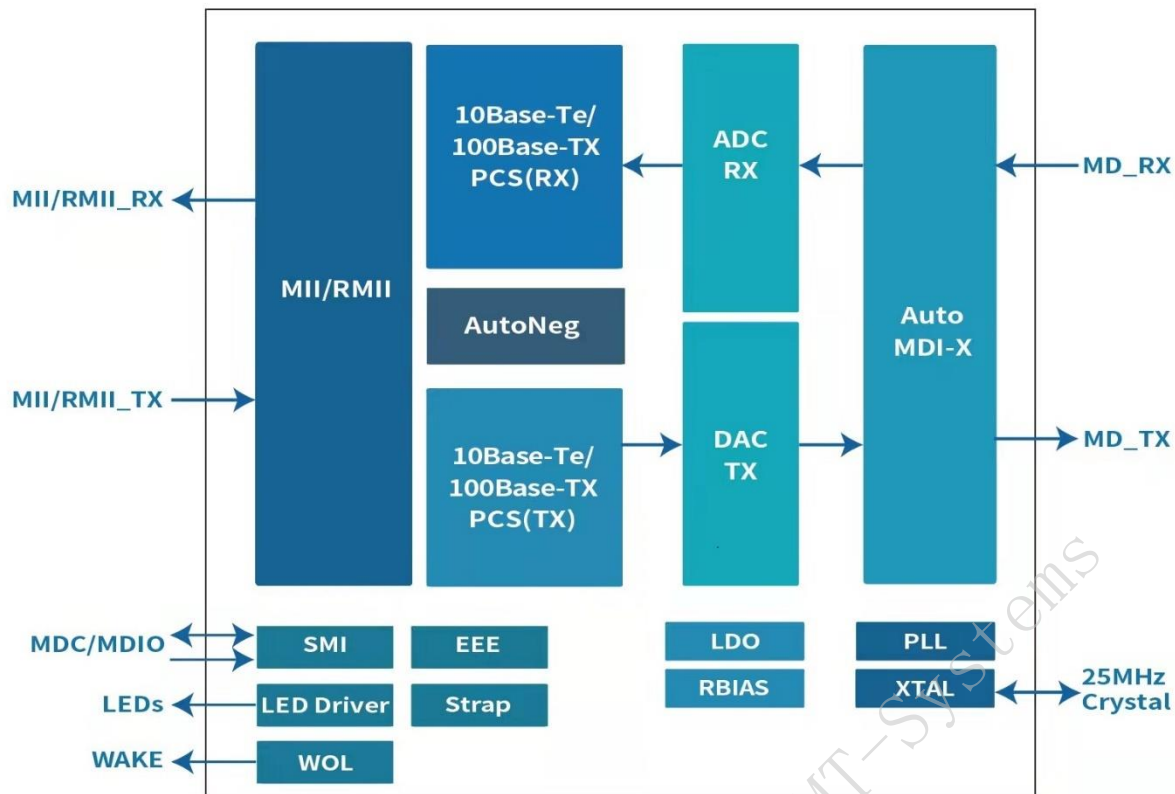 10Base-Te/
100Base-TX
PCS(RX)
ADC
RX
MD_RX
MII/RMII_RX
MII/RMII
AutoNeg
Auto
MDI-X
MII/RMII_TX
10Base-Te/
100Base-TX
PCS(TX)
DAC
TX
MD_TX
MDC/MDIO
SMI
EEE
LDO
PLL
LEDs
LED Driver
Strap
RBIAS
XTAL
25MHz
Crystal
WAKE
WOL
MT-Systems